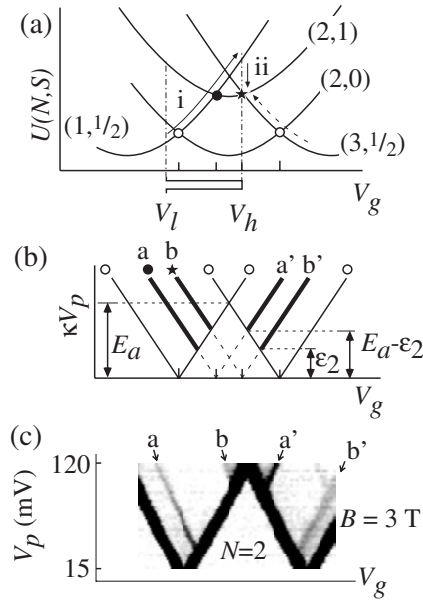 (a)
U(N,S)
(2,1)
ii
i
(2,0)
(1,1/2)
(3,1/2)
V_l
V_h
V_g
(b)
a
b
a'
b'
κV_p
E_a
E_a-ε_2
ε_2
V_g
(c)
a
b
a'
b'
120
V_p (mV)
15
N=2
B = 3 T
V_g